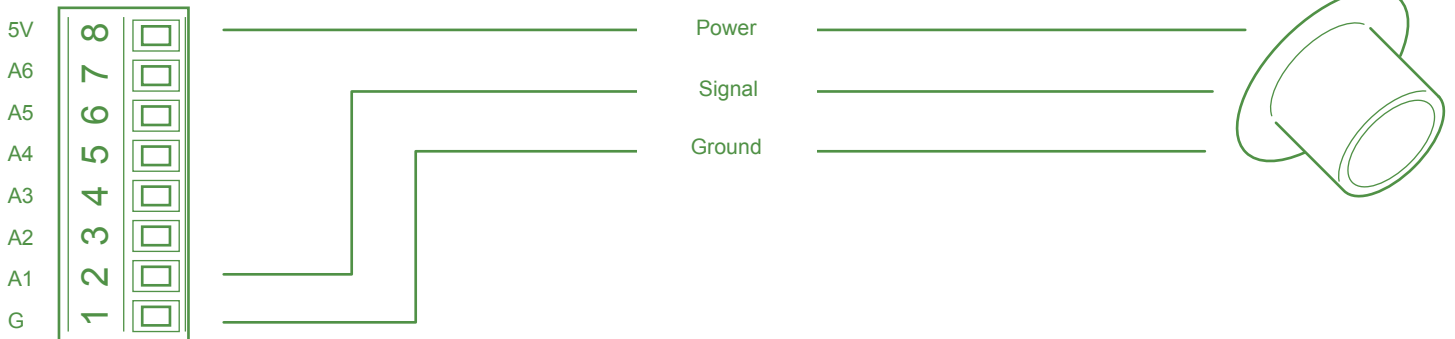 5V 8 Power
A6 7
A5 6 Signal
A4 5 Ground
A3 4
A2 3
A1 2
G 1